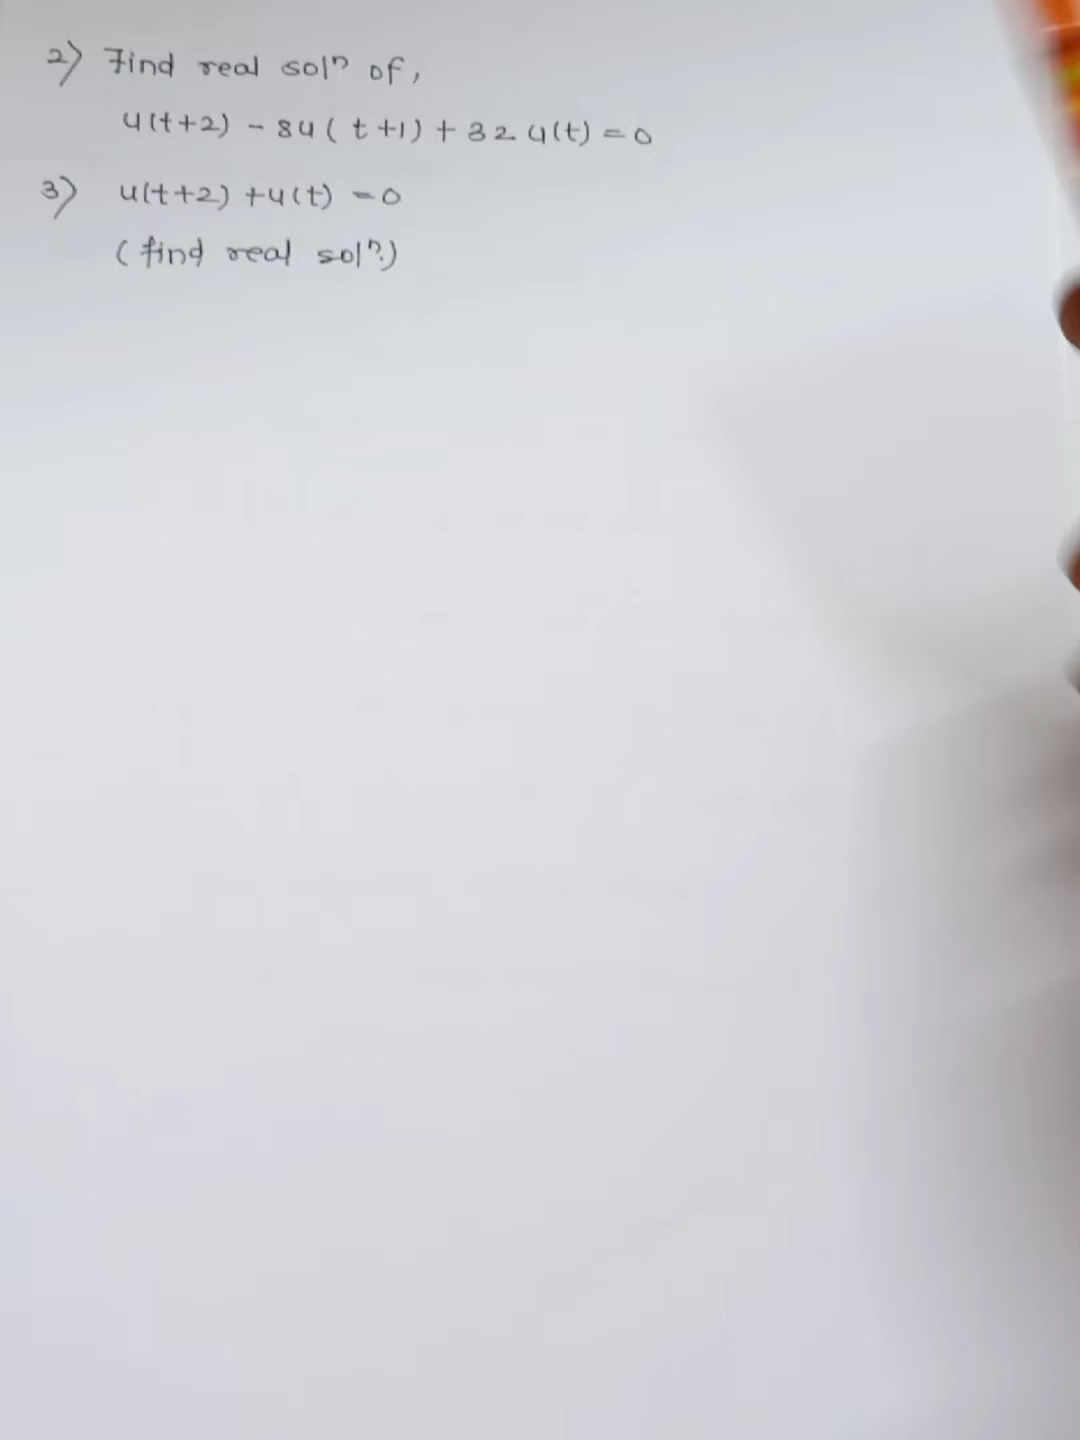 2) Find real solⁿ of,
u(t+2) - 8u(t+1) + 32u(t) = 0
3) u(t+2) + u(t) = 0
(find real solⁿ.)